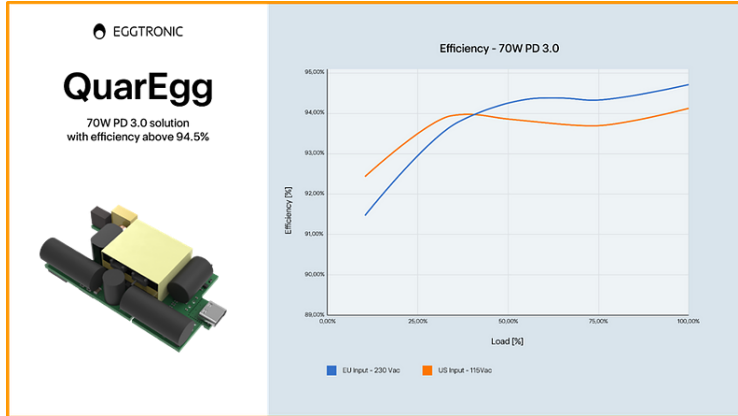 EGGTRONIC
QuarEgg
70W PD 3.0 solution
with efficiency above 94.5%
Efficiency - 70W PD 3.0
95,00%
94,00%
93,00%
92,00%
91,00%
90,00%
89,00%
Efficiency [%]
0,00%
25,00%
50,00%
75,00%
100,00%
Load [%]
EU Input - 230 Vac
US Input - 115Vac